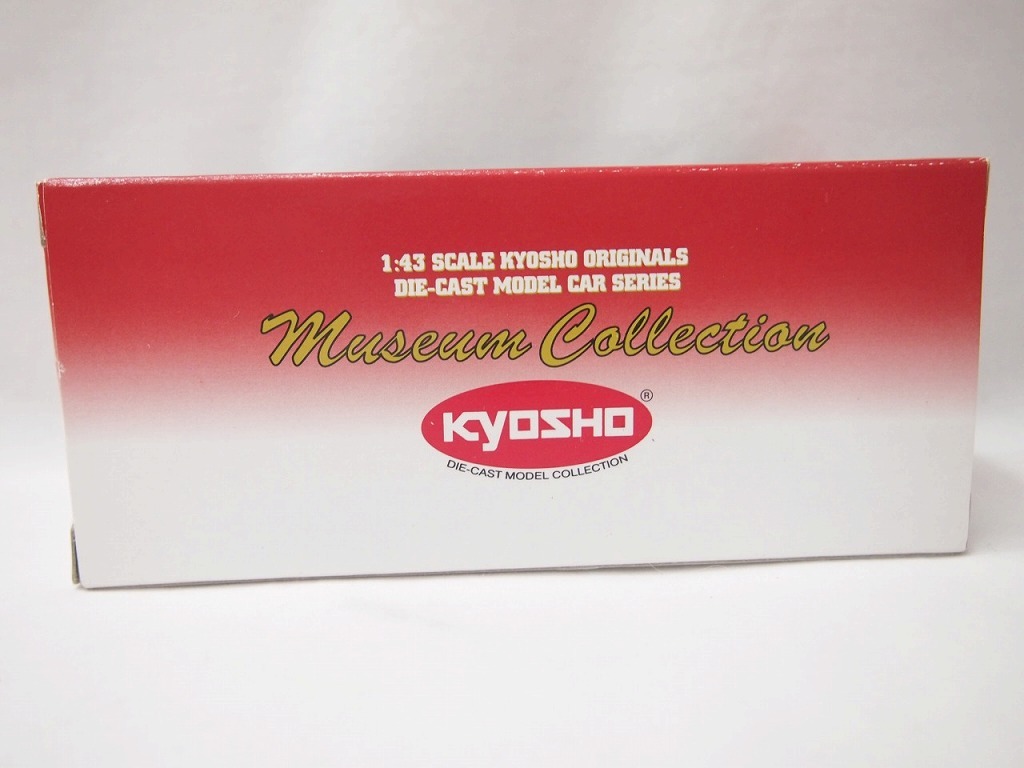 1:43 SCALE KYOSHO ORIGINALS
DIE-CAST MODEL CAR SERIES
Museum Collection
KYOSHO ®
DIE-CAST MODEL COLLECTION